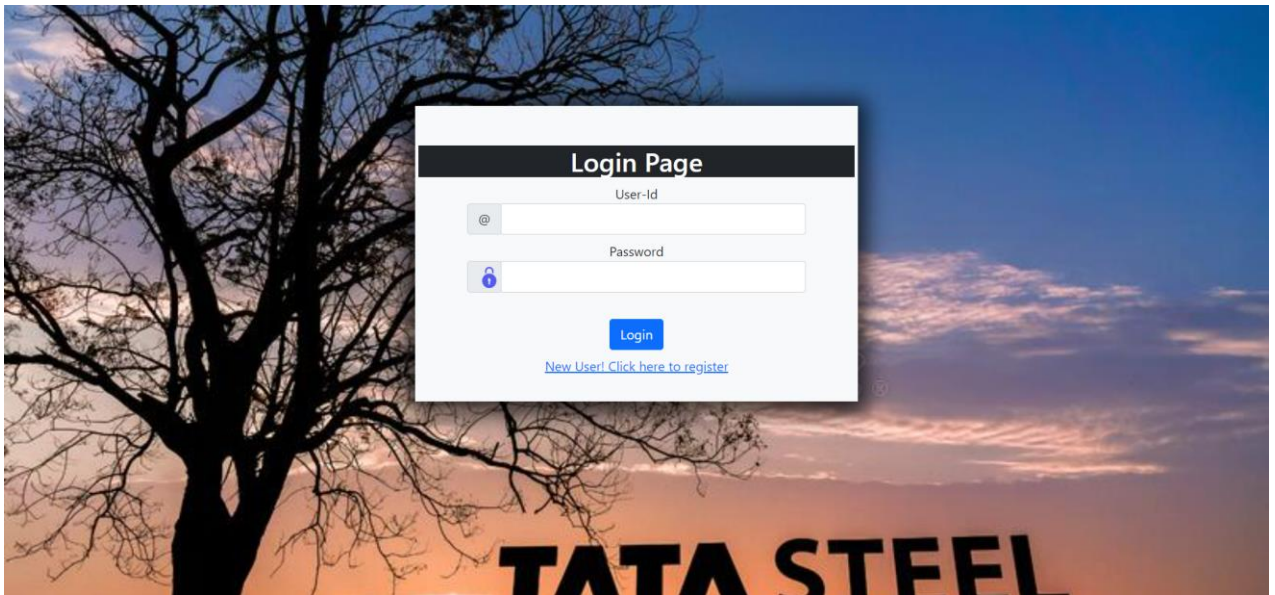 Login Page
User-Id
@
Password
Login
New User! Click here to register
®
TATA STEEL